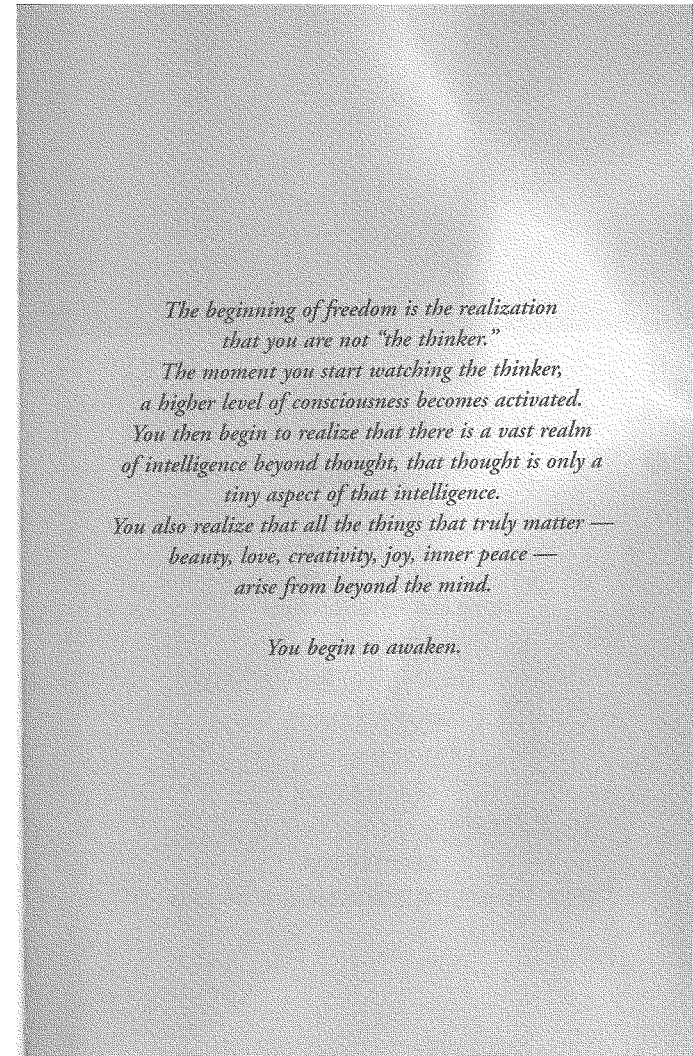 The beginning of freedom is the realization
that you are not “the thinker.”
The moment you start watching the thinker,
a higher level of consciousness becomes activated.
You then begin to realize that there is a vast realm
of intelligence beyond thought, that thought is only a
tiny aspect of that intelligence.
You also realize that all the things that truly matter —
beauty, love, creativity, joy, inner peace —
arise from beyond the mind.
You begin to awaken.